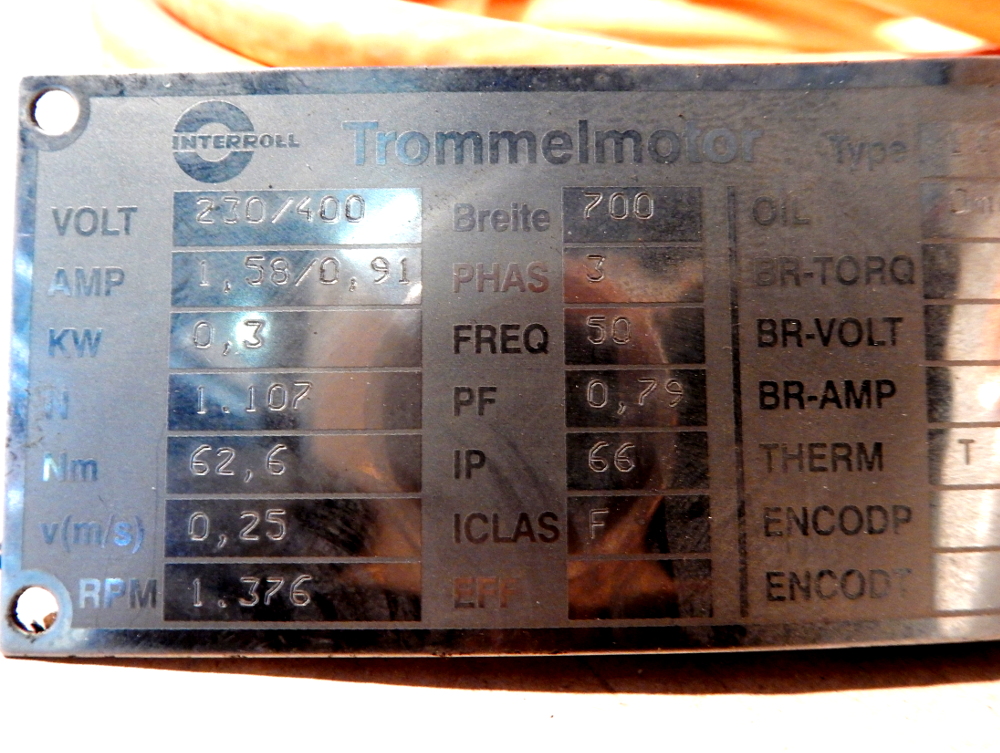 INTERROLL Trommelmotor Type
VOLT 230/400 Breite 700 OIL
AMP 1,58/0,91 PHAS 3 BR-TORQ
KW 0,3 FREQ 50 BR-VOLT
N 1.107 PF 0,79 BR-AMP
Nm 62,6 IP 66 THERM T
v(m/s) 0,25 ICLAS F ENCODP
RPM 1.376 EFF ENCODT